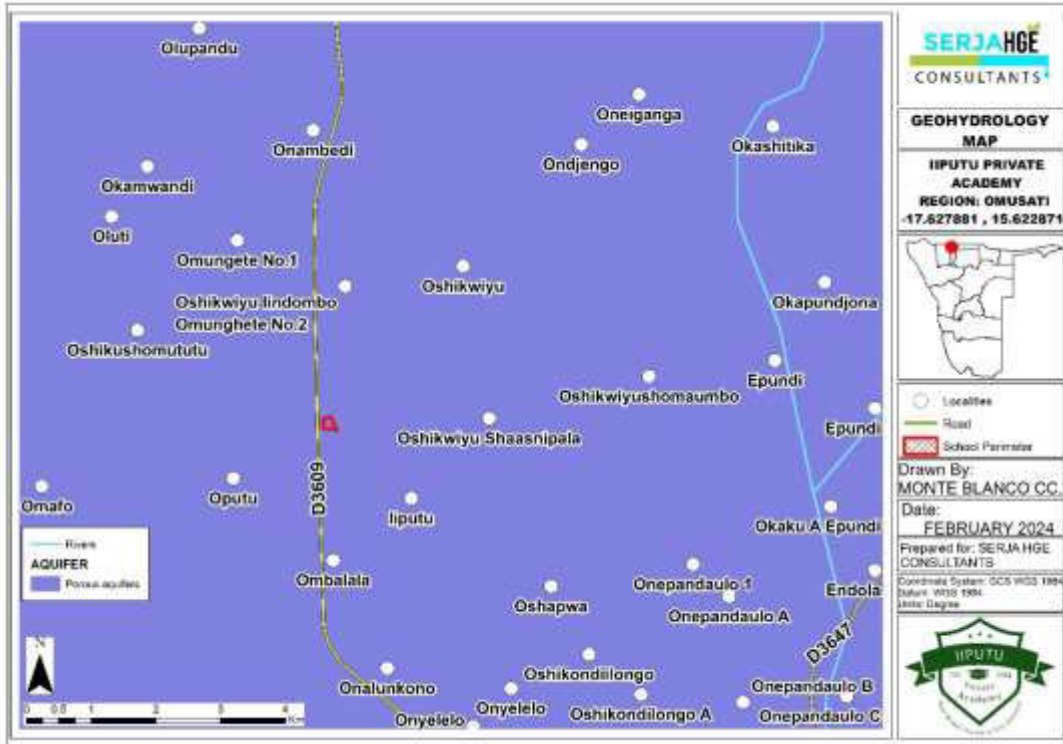 Olupandu
Oneiganga
Onambedi
Ondjengo
Okashitika
Okamwandi
Oluti
Omungete No.1
Oshikwiyu
Oshikwiyu Iindombo
Okapundjona
Omunghete No.2
Oshikushomututu
Epundi
Oshikwiyushomaumbo
Epundi
Oshikwiyu Shaasnipala
D3609
Omafo
Oputu
Iiputu
Okaku A Epundi
Ombalala
Onepandaulo 1
Endola
Oshapwa
Onepandaulo A
D3647
Oshikondiilongo
Onalunkono
Onepandaulo B
Onyelelo
Oshikondilongo A
Onepandaulo C
Onyelelo
Rivers
AQUIFER
Porous aquifers
0 0.5 1 2 3 4
Km
SERJA HGE
CONSULTANTS
GEOHYDROLOGY
MAP
IIPUTU PRIVATE
ACADEMY
REGION: OMUSATI
-17.627881 , 15.622871
Localities
Road
School Perimeter
Drawn By:
MONTE BLANCO CC.
Date:
FEBRUARY 2024
Prepared for: SERJA HGE
CONSULTANTS
Coordinate System: GCS WGS 1984
Datum: WGS 1984
Units: Degree
IIPUTU
Private
Academy